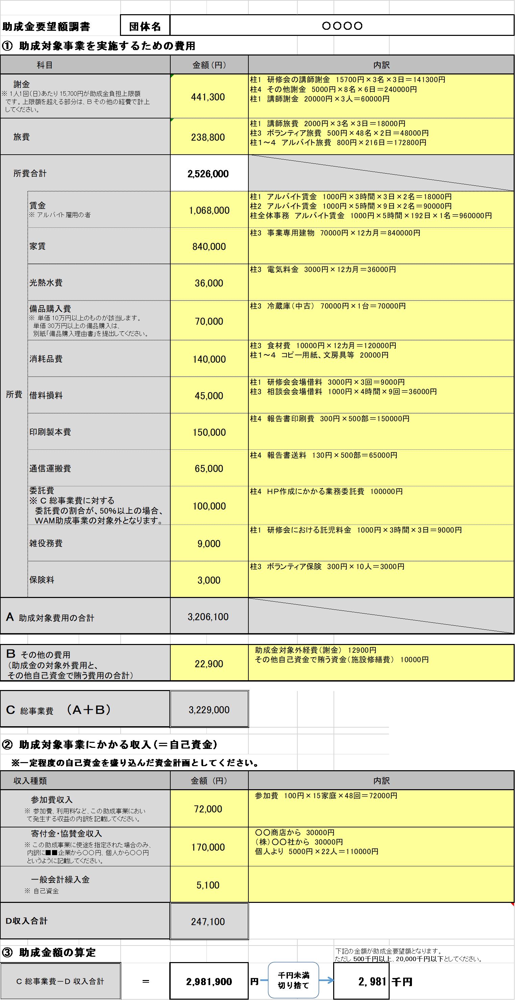 助成金要望額調書 団体名 〇〇〇〇
① 助成対象事業を実施するための費用
科目 金額（円） 内訳
謝金
※ 1人1回（日）あたり 15,700円が助成金負担上限額
です。上限額を超える部分は、B その他の経費で計上
してください。
441,300
柱1 研修会の講師謝金 15700円×3名×3日＝141300円
柱4 その他謝金 5000円×8名×6日＝240000円
柱1 講師謝金 20000円×3人＝60000円
旅費
238,800
柱1 講師旅費 2000円×3名×3日＝18000円
柱3 ボランティア旅費 500円×48名×2日＝48000円
柱１～４ アルバイト旅費 800円×216日＝172800円
所費合計 2,526,000
所費
賃金
※ アルバイト雇用の者
1,068,000
柱1 アルバイト賃金 1000円×3時間×3日×2名＝18000円
柱2 アルバイト賃金 1000円×5時間×9日×2名＝90000円
柱全体事務 アルバイト賃金 1000円×5時間×192日×1名＝960000円
家賃 840,000
柱3 事業専用建物 70000円×12カ月＝840000円
光熱水費 36,000
柱3 電気料金 3000円×12カ月＝36000円
備品購入費
※ 単価 10万円以上のものが該当します。
単価 30万円以上の備品購入は、
別紙「備品購入理由書」を提出してください。
70,000
柱3 冷蔵庫（中古） 70000円×1台＝70000円
消耗品費 140,000
柱3 食材費 10000円×12カ月＝120000円
柱１～４ コピー用紙、文房具等 20000円
借料損料 45,000
柱1 研修会会場借料 3000円×3回＝9000円
柱3 相談会会場借料 1000円×4時間×9回＝36000円
印刷製本費 150,000
柱4 報告書印刷費 300円×500部＝150000円
通信運搬費 65,000
柱4 報告書送料 130円×500部＝65000円
委託費
※ C 総事業費に対する
委託費の割合が、50％以上の場合、
WAM助成事業の対象外となります。
100,000
柱4 HP作成にかかる業務委託費 100000円
雑役務費 9,000
柱1 研修会における託児料金 1000円×3時間×3日＝9000円
保険料 3,000
柱3 ボランティア保険 300円×10人＝3000円
A 助成対象費用の合計 3,206,100
B その他の費用
（助成金の対象外費用と、
その他自己資金で賄う費用の合計）
22,900
助成金対象外経費（謝金） 12900円
その他自己資金で賄う資金（施設修繕費） 10000円
C 総事業費 （A＋B） 3,229,000
② 助成対象事業にかかる収入（＝自己資金）
※一定程度の自己資金を盛り込んだ資金計画としてください。
収入種類 金額（円） 内訳
参加費収入
※ 参加費、利用料など、この助成事業におい
て発生する収益の内訳を記載してください。
72,000
参加費 100円×15家庭×48回＝72000円
寄付金・協賛金収入
※ この助成事業に使途を指定された場合のみ、
内訳に■■企業から〇〇円、個人から〇〇円
というように記載してください。
170,000
〇〇商店から 30000円
（株）〇〇社から 30000円
個人より 5000円×22人＝110000円
一般会計繰入金
※ 自己資金
5,100
D収入合計 247,100
③ 助成金額の算定
下記の金額が助成金要望額となります。
ただし 500千円以上、20,000千円以下としてください。
C 総事業費－D 収入合計 ＝ 2,981,900 円
千円未満
切り捨て
2,981 千円